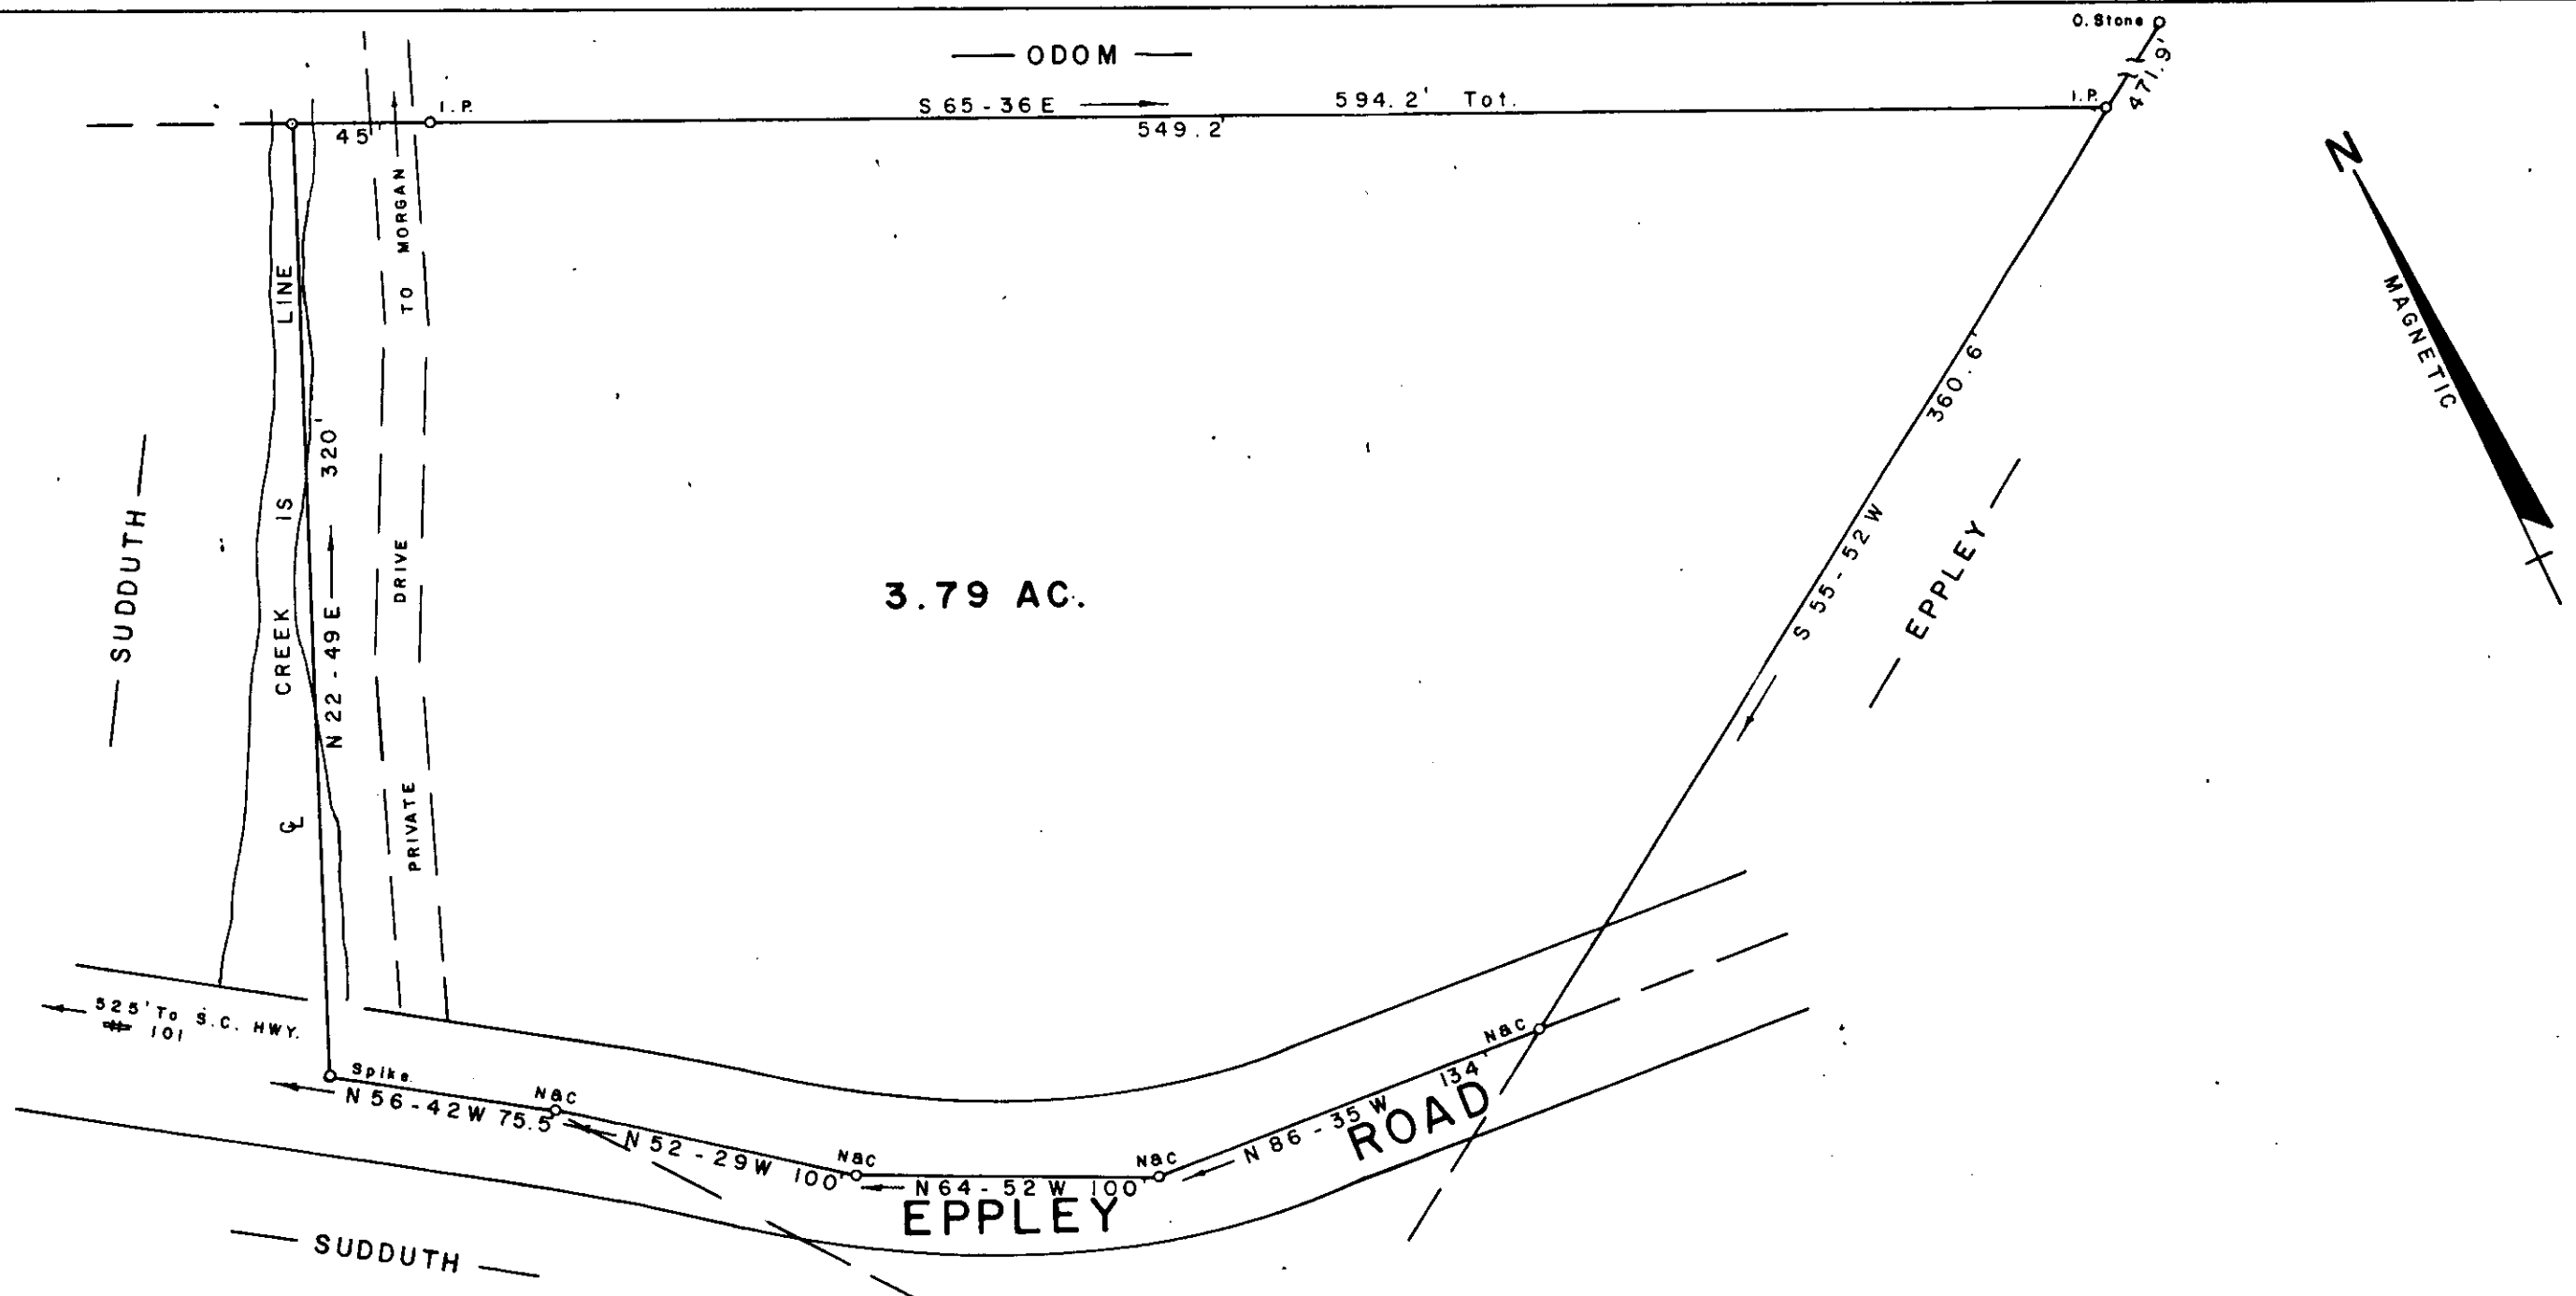 O. Stone
471.9'
— ODOM —
I.P.
S 65-36 E
594.2' Tot.
I.P.
45'
549.2'
N
MAGNETIC
TO MORGAN
LINE
320'
360.6'
— SUDDUTH —
IS
S 55-52 W
DRIVE
— EPPLEY —
3.79 AC.
CREEK
N 22-49 E
PRIVATE
℄
525' To S.C. HWY.
# 101
Spike
N&C
N 56-42 W 75.5'
N&C
134'
N 86-35 W
ROAD
N 52-29 W 100'
N&C
N&C
N 64-52 W 100'
EPPLEY
— SUDDUTH —